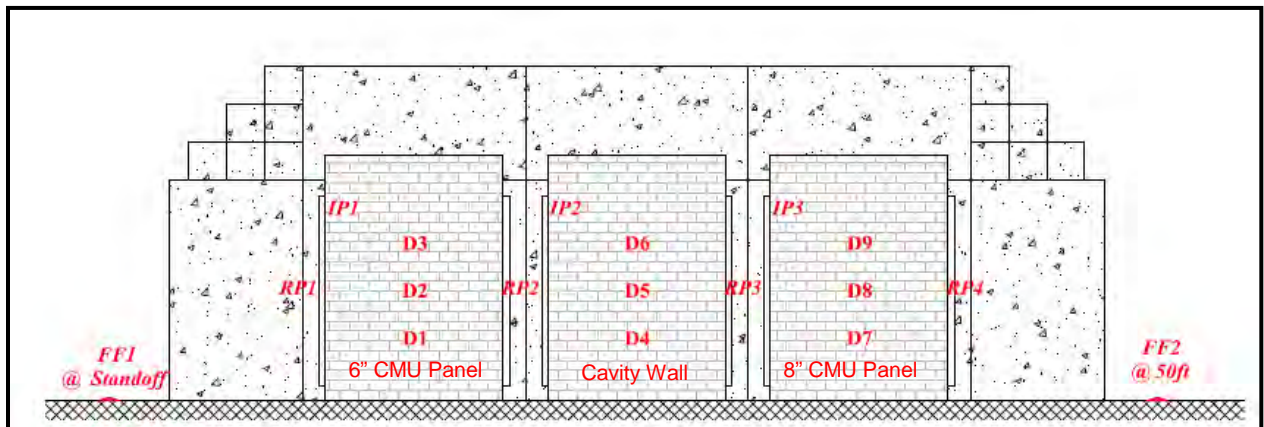 IP1
IP2
IP3
D3
D6
D9
RP1
D2
RP2
D5
RP3
D8
RP4
D1
D4
D7
FF1
@ Standoff
6” CMU Panel
Cavity Wall
8” CMU Panel
FF2
@ 50ft